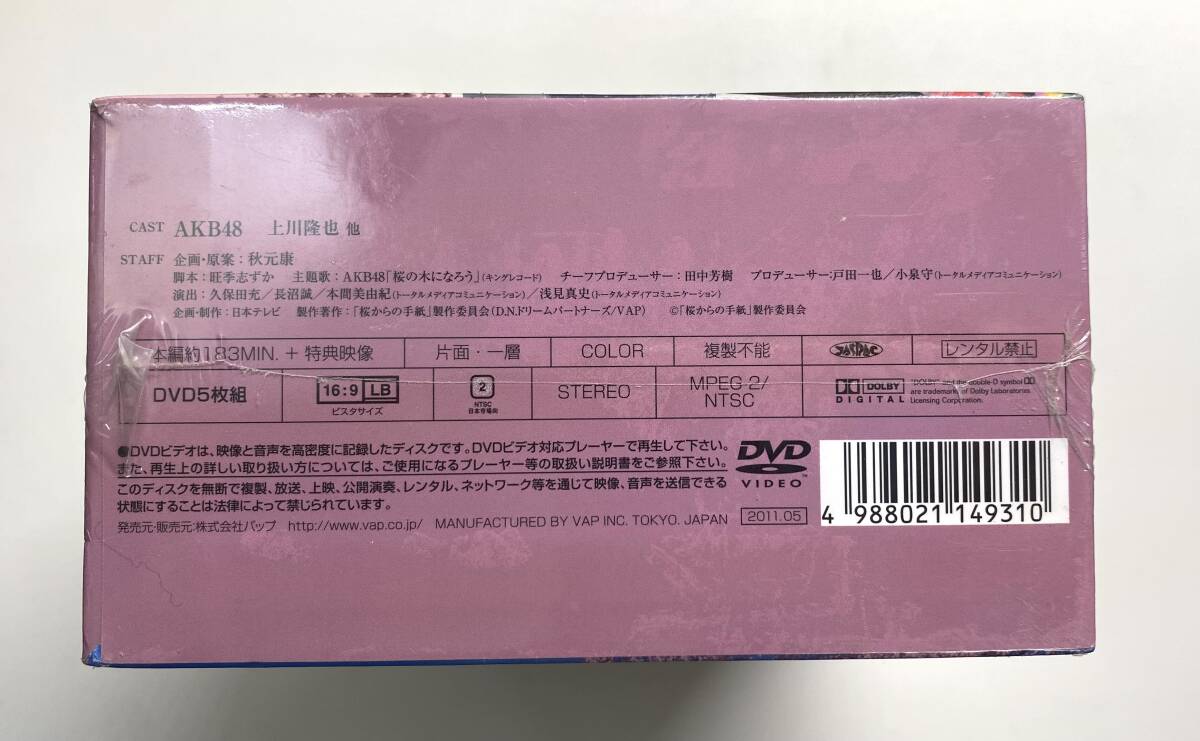 CAST AKB48 上川隆也 他
STAFF 企画・原案：秋元康
脚本：旺季志ずか 主題歌：AKB48「桜の木になろう」(キングレコード) チーフプロデューサー：田中芳樹 プロデューサー：戸田一也／小泉守(トータルメディアコミュニケーション)
演出：久保田充／長沼誠／本間美由紀(トータルメディアコミュニケーション)／浅見真史(トータルメディアコミュニケーション)
企画・制作：日本テレビ 製作著作：「桜からの手紙」製作委員会(D.N.ドリームパートナーズ/VAP) ©「桜からの手紙」製作委員会
本編約183MIN. + 特典映像 片面・一層 COLOR 複製不能 JASRAC レンタル禁止
DVD5枚組 16:9 LB ビスタサイズ 2 NTSC 日本市場向 STEREO MPEG-2/NTSC DOLBY DIGITAL "DOLBY" and the double-D symbol are trademarks of Dolby Laboratories Licensing Corporation.
●DVDビデオは、映像と音声を高密度に記録したディスクです。DVDビデオ対応プレーヤーで再生して下さい。
また、再生上の詳しい取り扱い方については、ご使用になるプレーヤー等の取扱い説明書をご参照下さい。
このディスクを無断で複製、放送、上映、公開演奏、レンタル、ネットワーク等を通じて映像、音声を送信できる
状態にすることは法律によって禁じられています。
DVD VIDEO™
発売元・販売元：株式会社バップ http://www.vap.co.jp/ MANUFACTURED BY VAP INC. TOKYO. JAPAN 2011.05
4 988021 149310